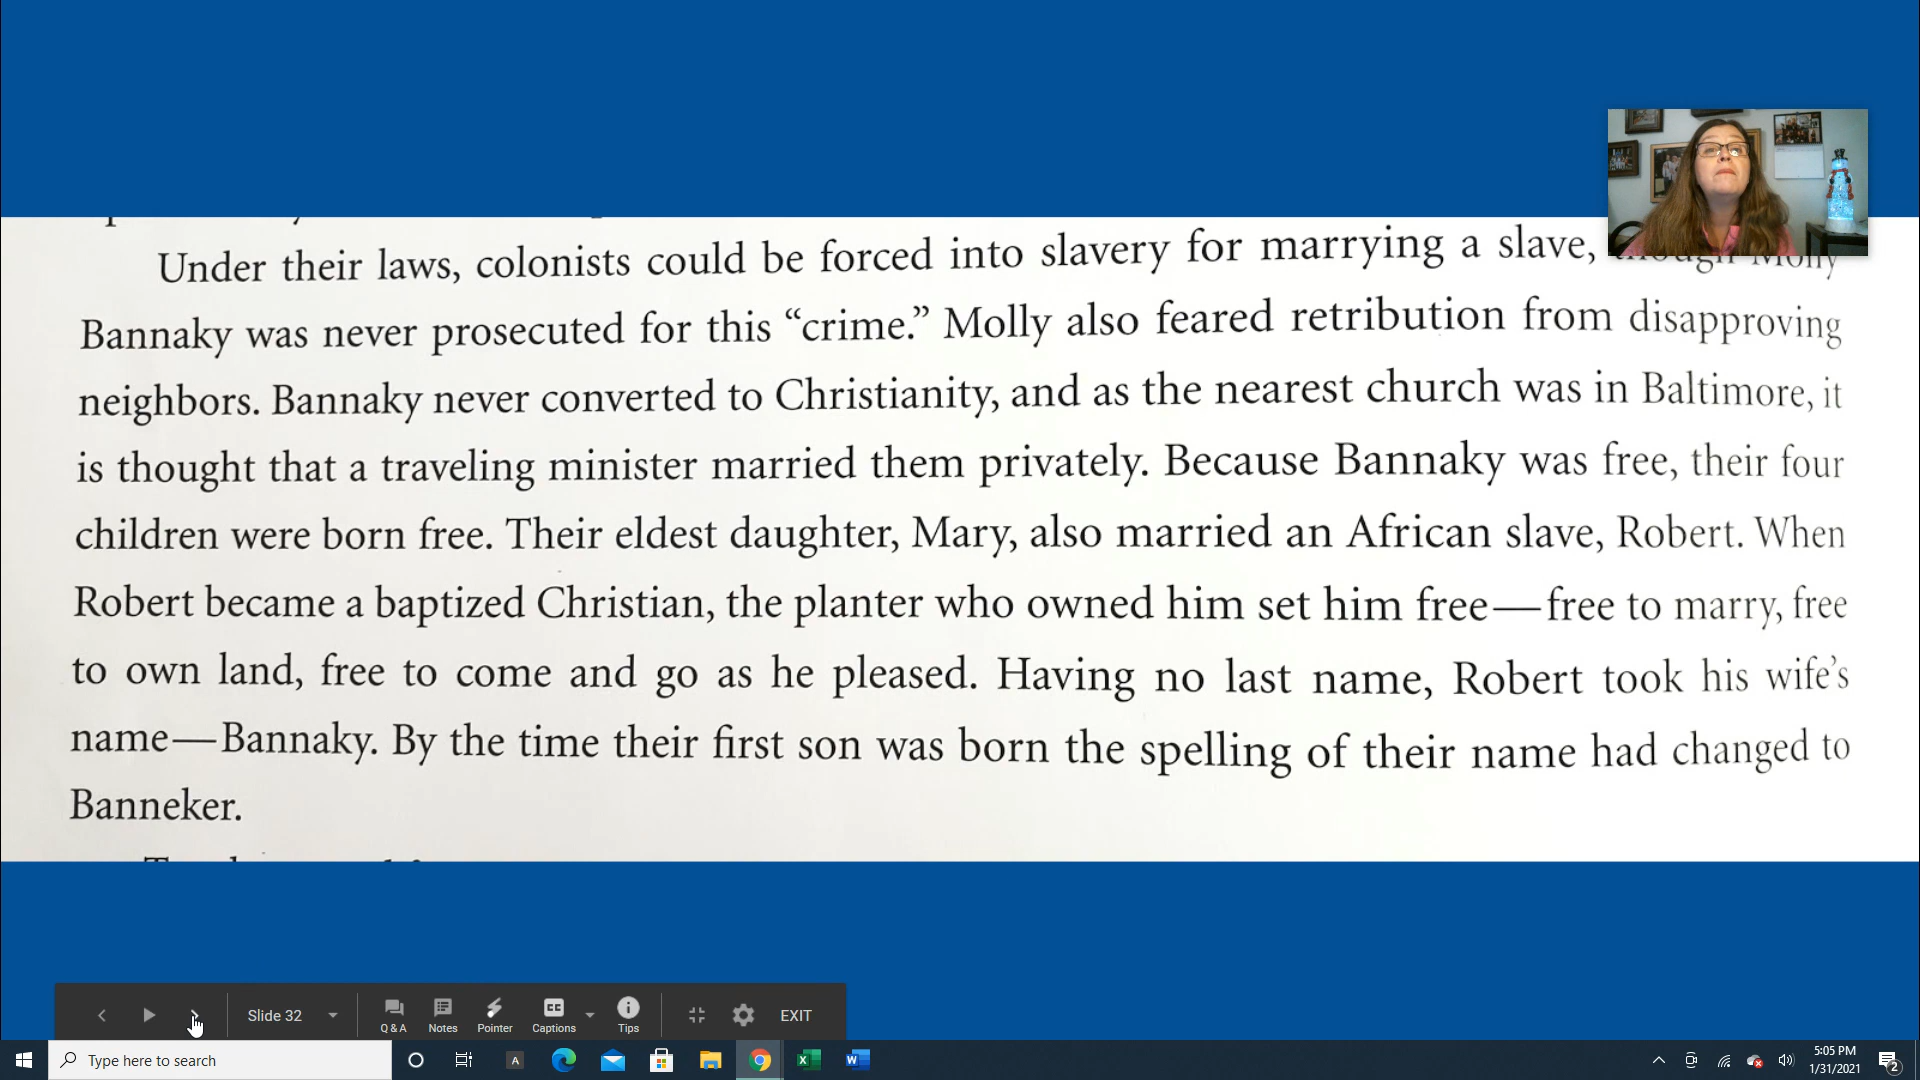 Under their laws, colonists could be forced into slavery for marrying a slave, though Molly
Bannaky was never prosecuted for this “crime.” Molly also feared retribution from disapproving
neighbors. Bannaky never converted to Christianity, and as the nearest church was in Baltimore, it
is thought that a traveling minister married them privately. Because Bannaky was free, their four
children were born free. Their eldest daughter, Mary, also married an African slave, Robert. When
Robert became a baptized Christian, the planter who owned him set him free—free to marry, free
to own land, free to come and go as he pleased. Having no last name, Robert took his wife’s
name—Bannaky. By the time their first son was born the spelling of their name had changed to
Banneker.
Slide 32
Q & A Notes Pointer Captions Tips EXIT
Type here to search
5:05 PM
1/31/2021
2